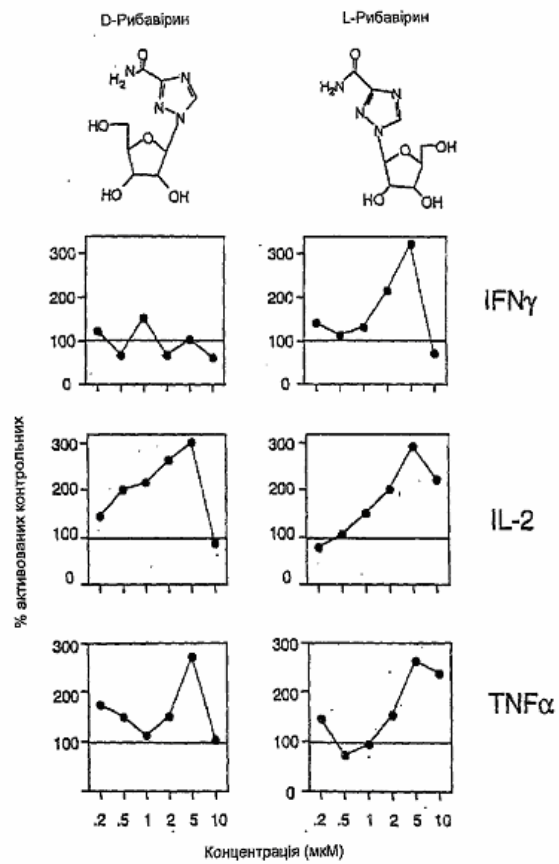 D-Рибавірин L-Рибавірин
O O
H₂N N H₂N N
N N N N
HO O O OH
HO OH HO OH
300 300 IFNγ
200 200
100 100
0 0
% активованих контрольних
300 300
200 200 IL-2
100 100
0 0
300 300
200 200 TNFα
100 100
0
.2 .5 1 2 5 10 .2 .5 1 2 5 10
Концентрація (мкМ)